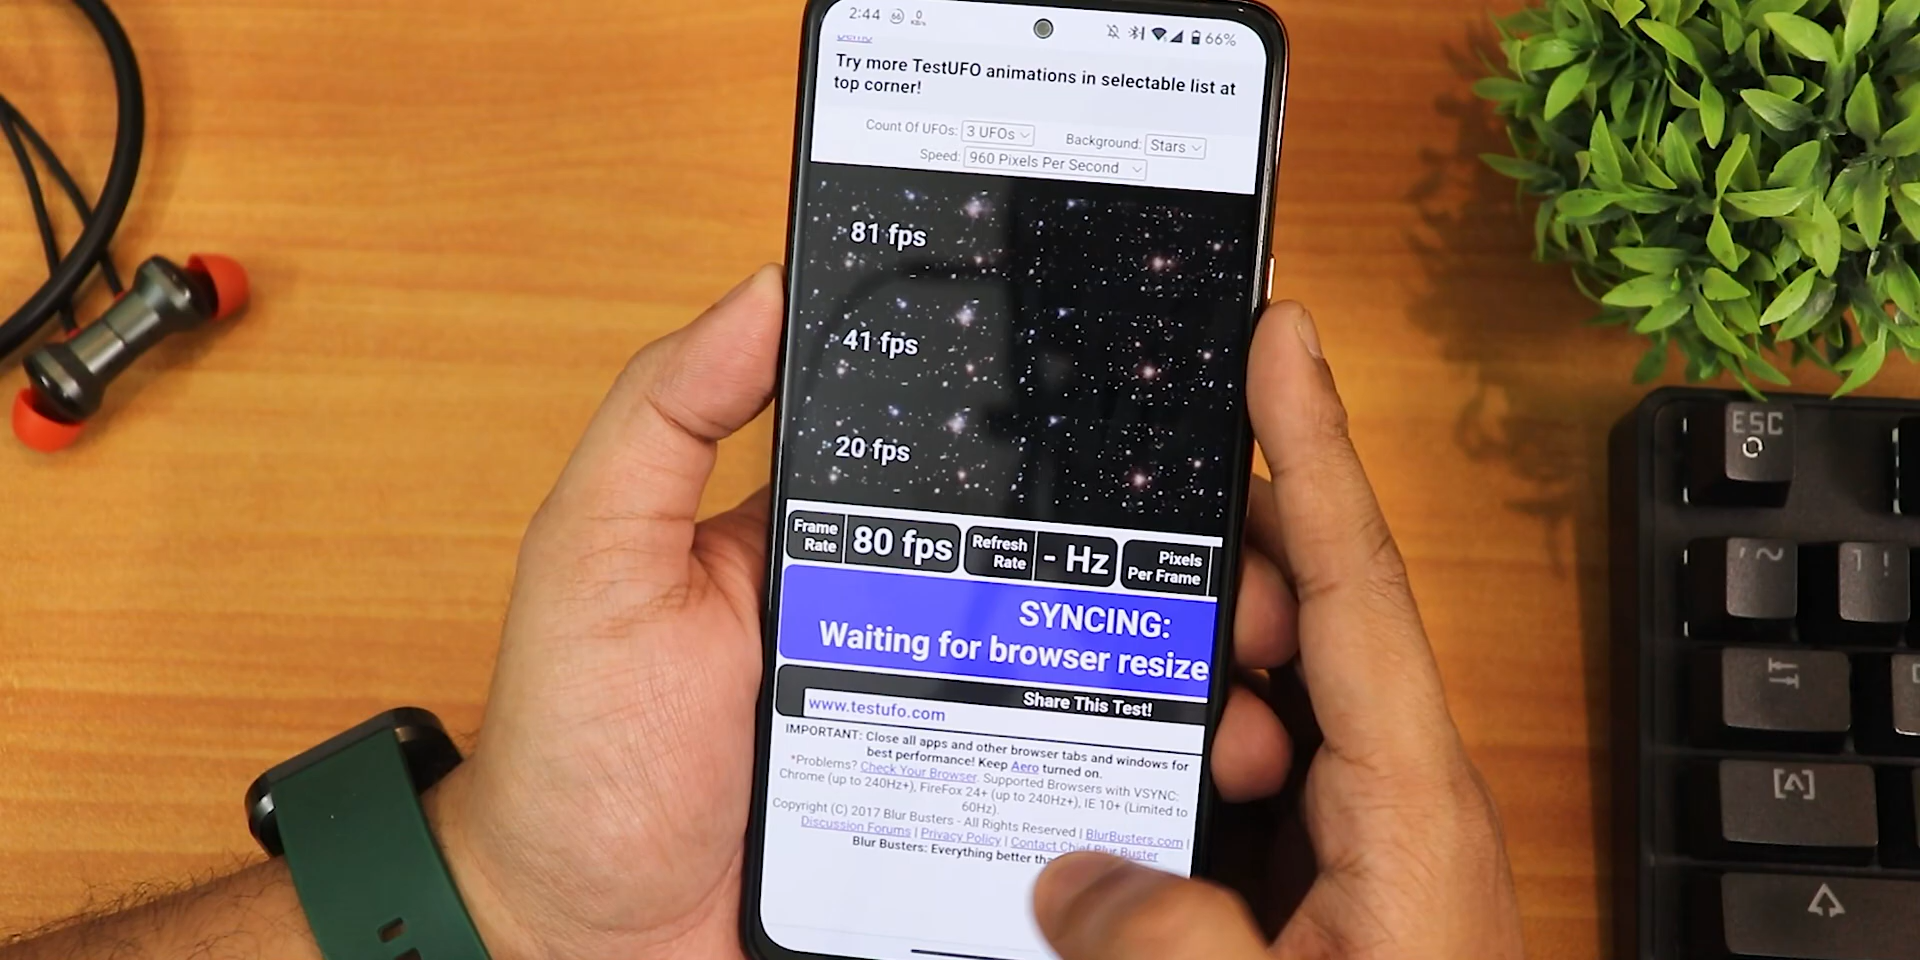 2:44 66 0 KB/s 66%
Demo
Try more TestUFO animations in selectable list at
top corner!
Count Of UFOs: 3 UFOs Background: Stars
Speed: 960 Pixels Per Second
81 fps
41 fps
20 fps
Frame
Rate
80 fps
Refresh
Rate
- Hz
Pixels
Per Frame
SYNCING:
Waiting for browser resize
Share This Test!
www.testufo.com
IMPORTANT: Close all apps and other browser tabs and windows for
best performance! Keep Aero turned on.
*Problems? Check Your Browser. Supported Browsers with VSYNC:
Chrome (up to 240Hz+), FireFox 24+ (up to 240Hz+), IE 10+ (Limited to
60Hz).
Copyright (C) 2017 Blur Busters - All Rights Reserved | BlurBusters.com |
Discussion Forums | Privacy Policy | Contact Chief Blur Buster
Blur Busters: Everything better
ESC
' ~
1 !